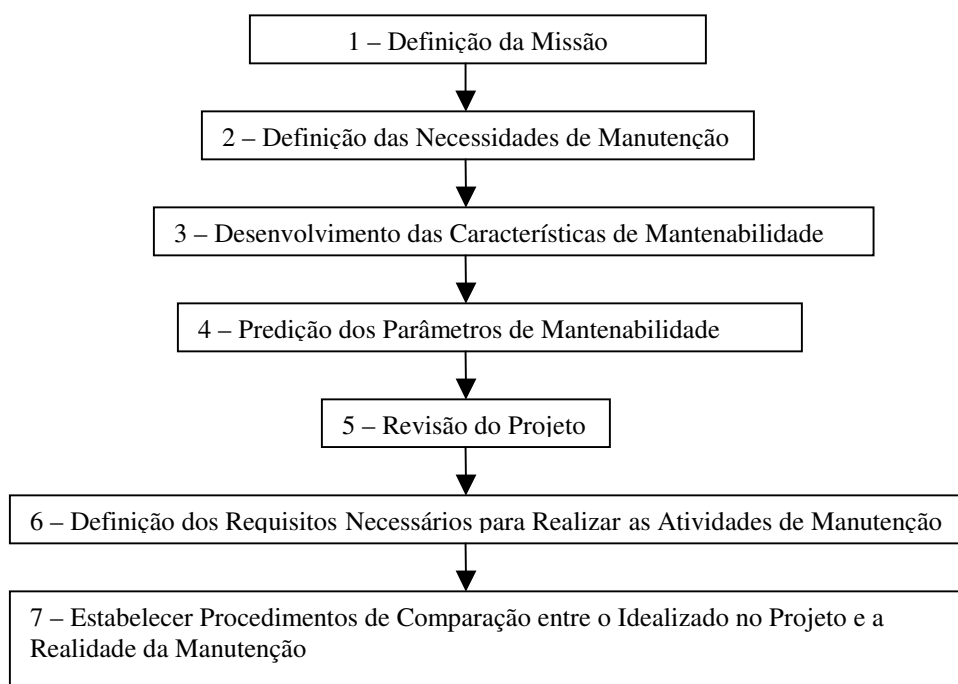 1 – Definição da Missão
2 – Definição das Necessidades de Manutenção
3 – Desenvolvimento das Características de Mantenabilidade
4 – Predição dos Parâmetros de Mantenabilidade
5 – Revisão do Projeto
6 – Definição dos Requisitos Necessários para Realizar as Atividades de Manutenção
7 – Estabelecer Procedimentos de Comparação entre o Idealizado no Projeto e a
Realidade da Manutenção